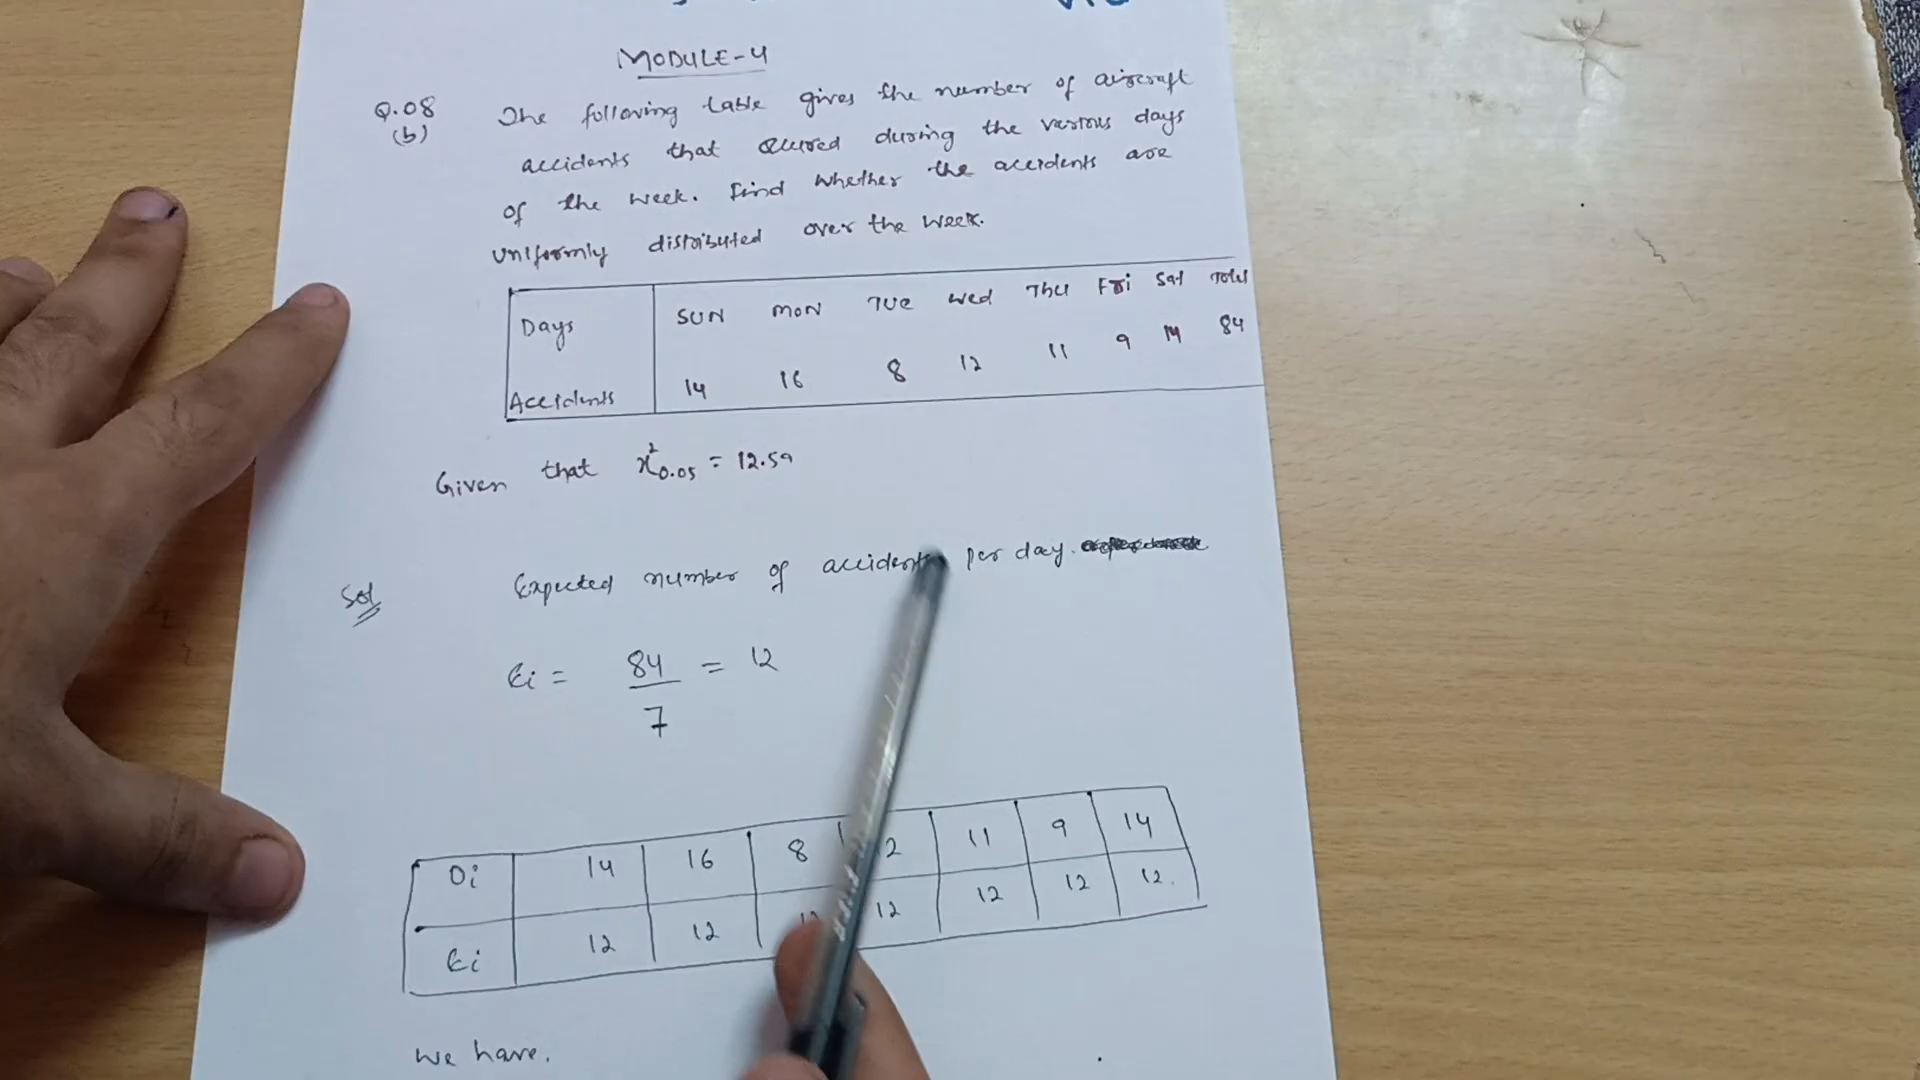 MODULE-4
Q.08 The following table gives the number of aircraft
(b) accidents that occured during the various days
of the week. Find whether the accidents are
uniformly distributed over the week.
Days SUN MON TUE Wed Thu Fri Sat Total
Accidents 14 16 8 12 11 9 14 84
Given that χ²0.05 = 12.59
Sol Expected number of accidents per day.
Ei = 84/7 = 12
Oi 14 16 8 12 11 9 14
Ei 12 12 12 12 12 12 12.
We have.